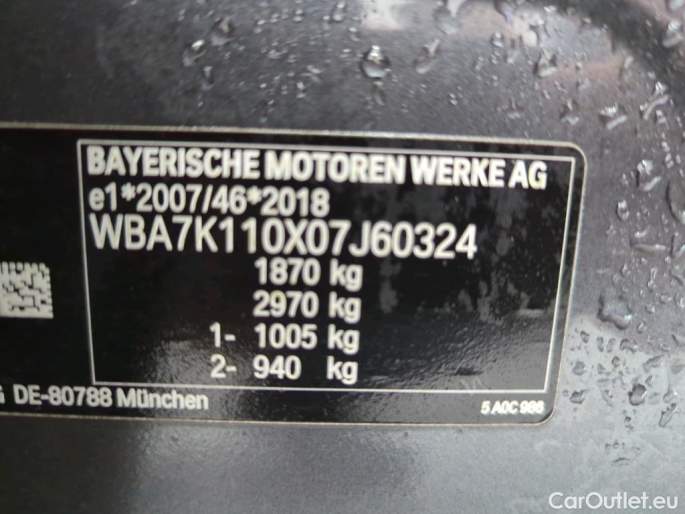 BAYERISCHE MOTOREN WERKE AG
e1*2007/46*2018
WBA7K110X07J60324
1870 kg
2970 kg
1- 1005 kg
2- 940 kg
DE-80788 München
5 A0C 986
CarOutlet.eu